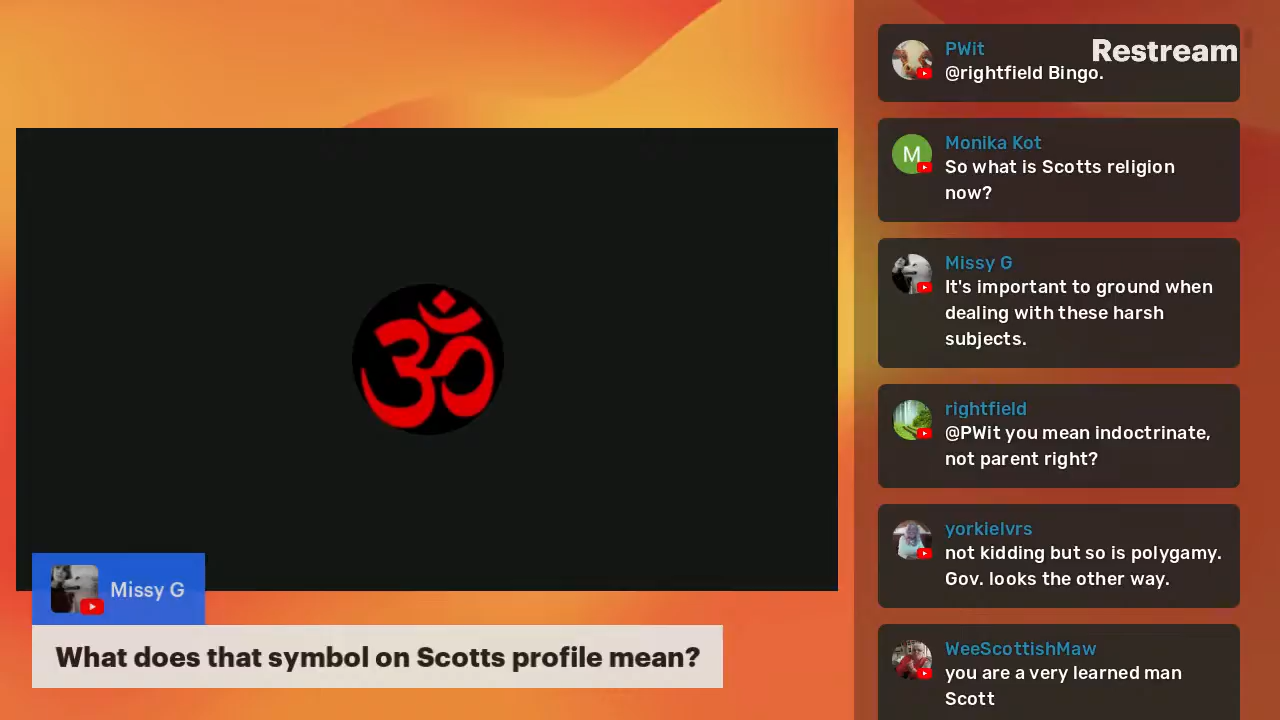 ॐ
Missy G
What does that symbol on Scotts profile mean?
Restream
PWit
@rightfield Bingo.
Monika Kot
M
So what is Scotts religion
now?
Missy G
It's important to ground when
dealing with these harsh
subjects.
rightfield
@PWit you mean indoctrinate,
not parent right?
yorkielvrs
not kidding but so is polygamy.
Gov. looks the other way.
WeeScottishMaw
you are a very learned man
Scott